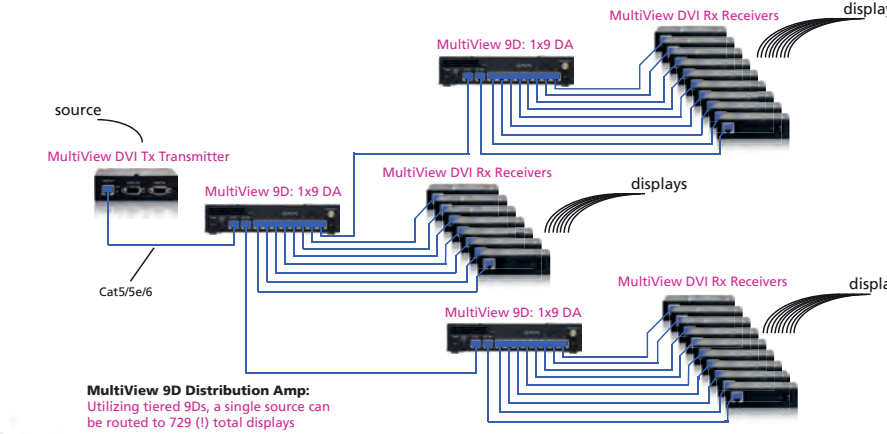 MultiView DVI Rx Receivers
display
MultiView 9D: 1x9 DA
source
MultiView DVI Tx Transmitter
MultiView 9D: 1x9 DA
MultiView DVI Rx Receivers
displays
Cat5/5e/6
MultiView DVI Rx Receivers
displa
MultiView 9D: 1x9 DA
MultiView 9D Distribution Amp:
Utilizing tiered 9Ds, a single source can
be routed to 729 (!) total displays